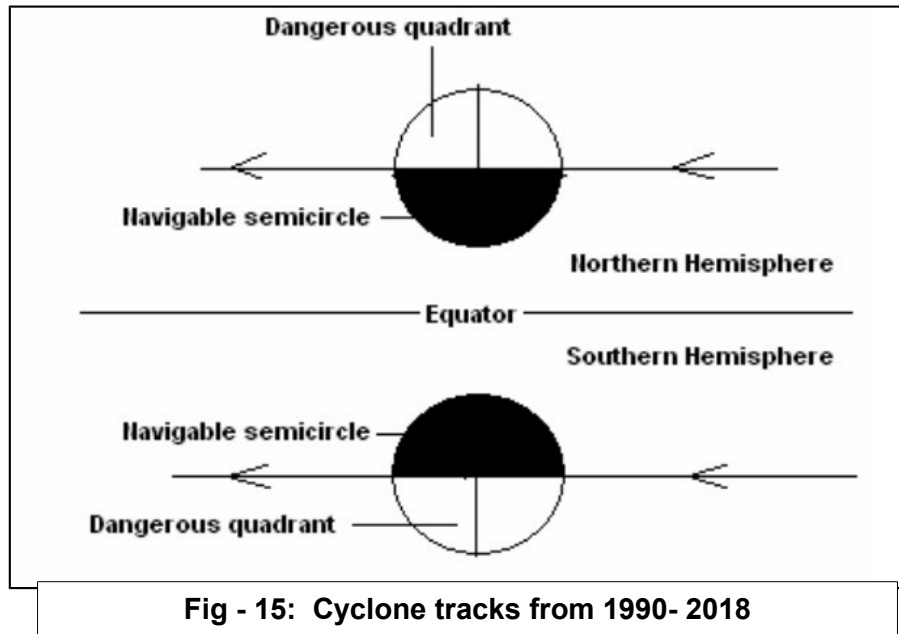 Dangerous quadrant
Navigable semicircle
Northern Hemisphere
Equator
Southern Hemisphere
Navigable semicircle
Dangerous quadrant
Fig - 15: Cyclone tracks from 1990- 2018